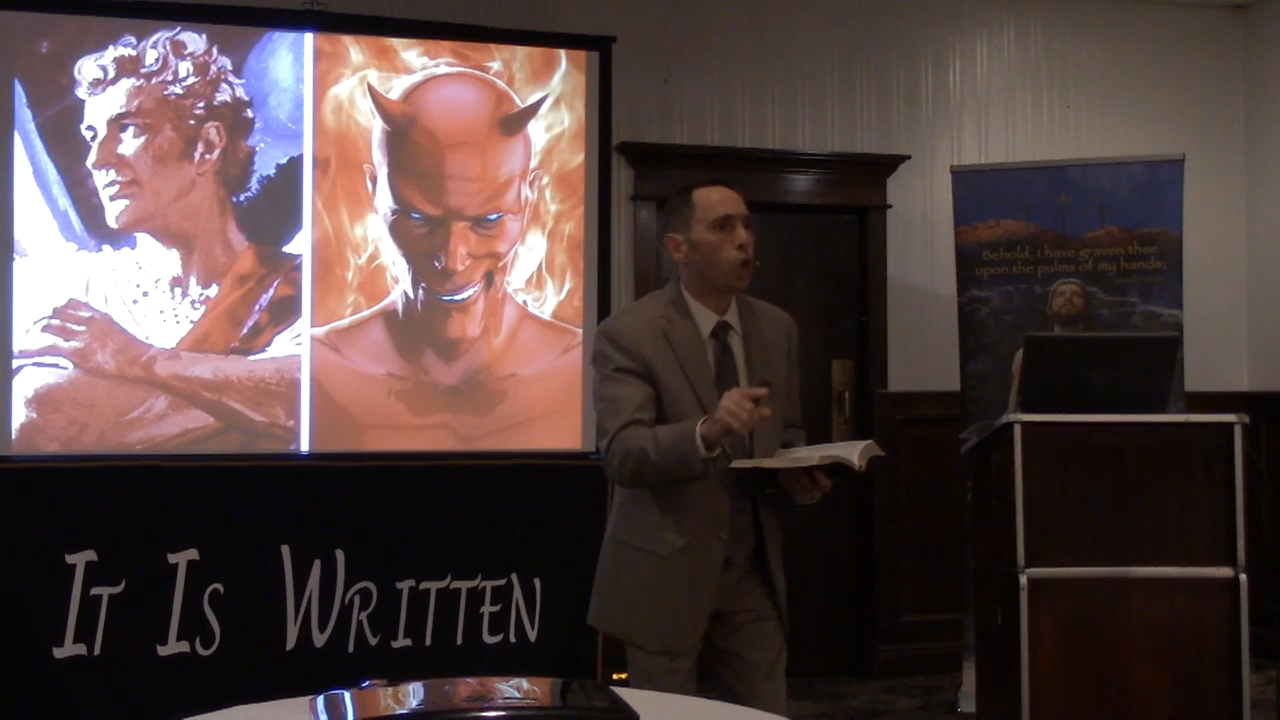 IT IS WRITTEN
Behold, I have graven thee
upon the palms of my hands;